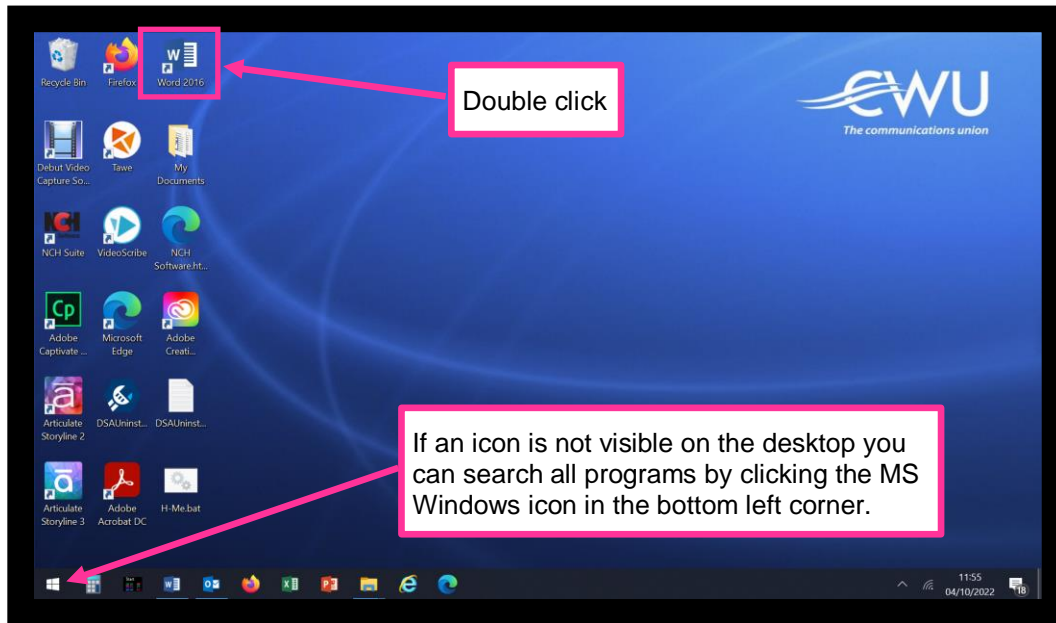 Recycle Bin
Firefox
Word 2016
Double click
CWU
The communications union
Debut Video
Capture So...
Tawe
My
Documents
NCH
NCH Suite
VideoScribe
NCH
Software.ht...
Cp
Adobe
Captivate ...
Microsoft
Edge
Adobe
Creati...
Articulate
Storyline 2
DSAUninst...
DSAUninst...
If an icon is not visible on the desktop you
can search all programs by clicking the MS
Windows icon in the bottom left corner.
Articulate
Storyline 3
Adobe
Acrobat DC
H-Me.bat
11:55
04/10/2022
18